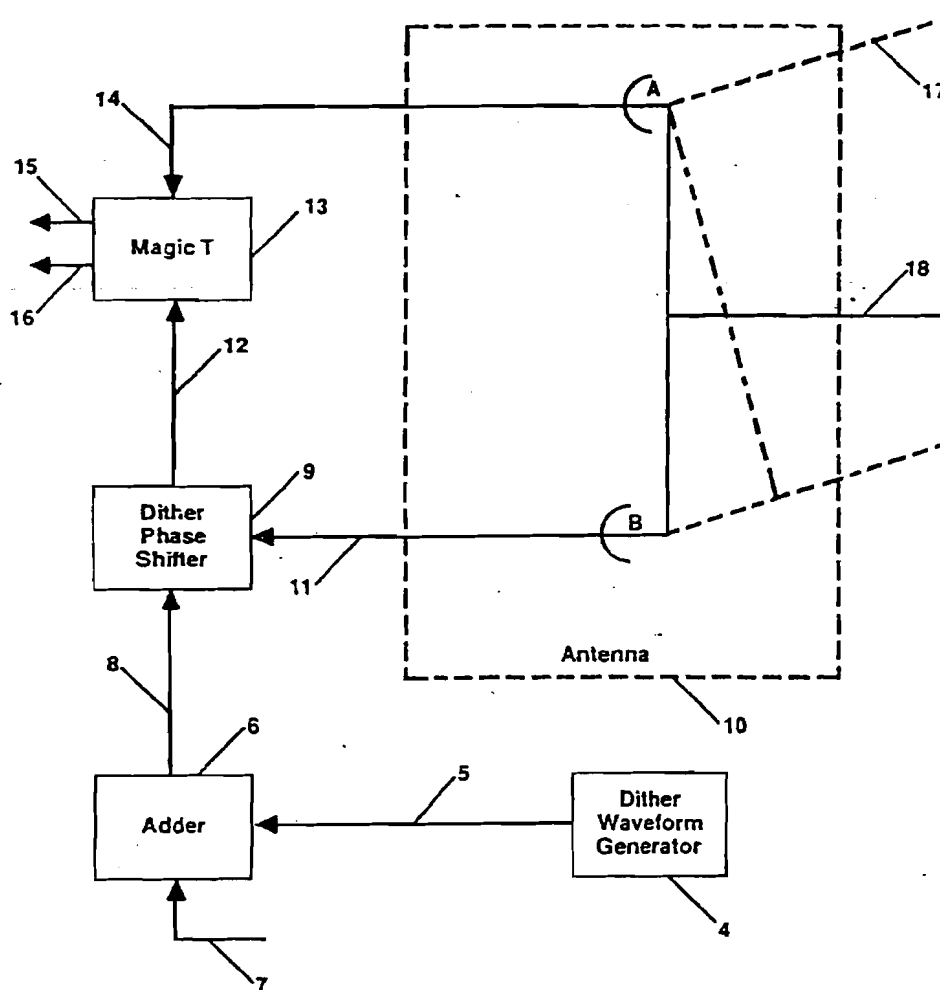 A
17
14
15
Magic T
13
16
18
12
9
Dither
Phase
Shifter
B
11
Antenna
8
10
6
5
Dither
Waveform
Generator
Adder
4
7